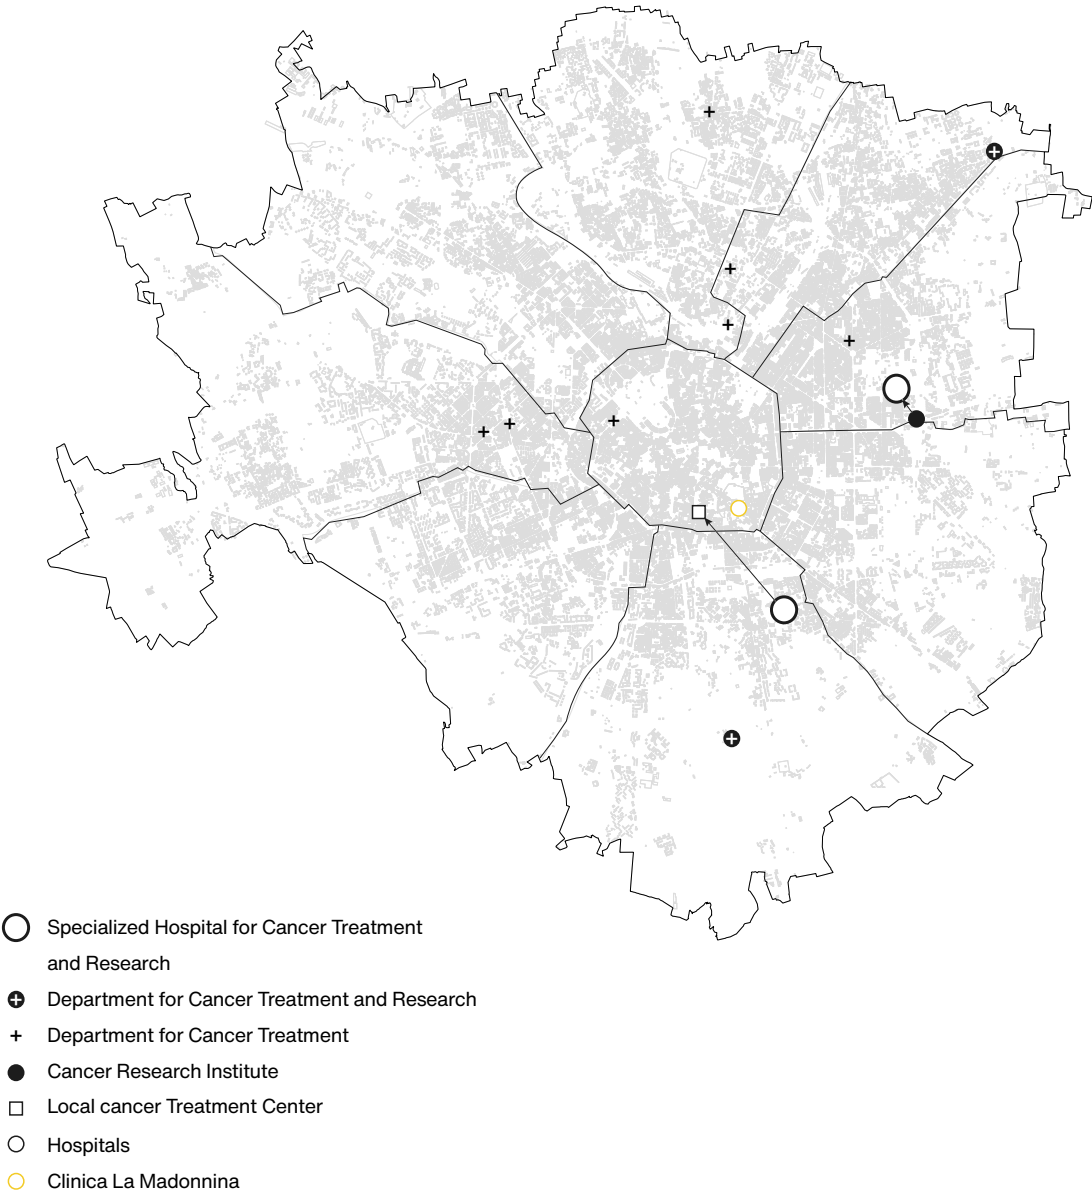 Specialized Hospital for Cancer Treatment
and Research
Department for Cancer Treatment and Research
Department for Cancer Treatment
Cancer Research Institute
Local cancer Treatment Center
Hospitals
Clinica La Madonnina